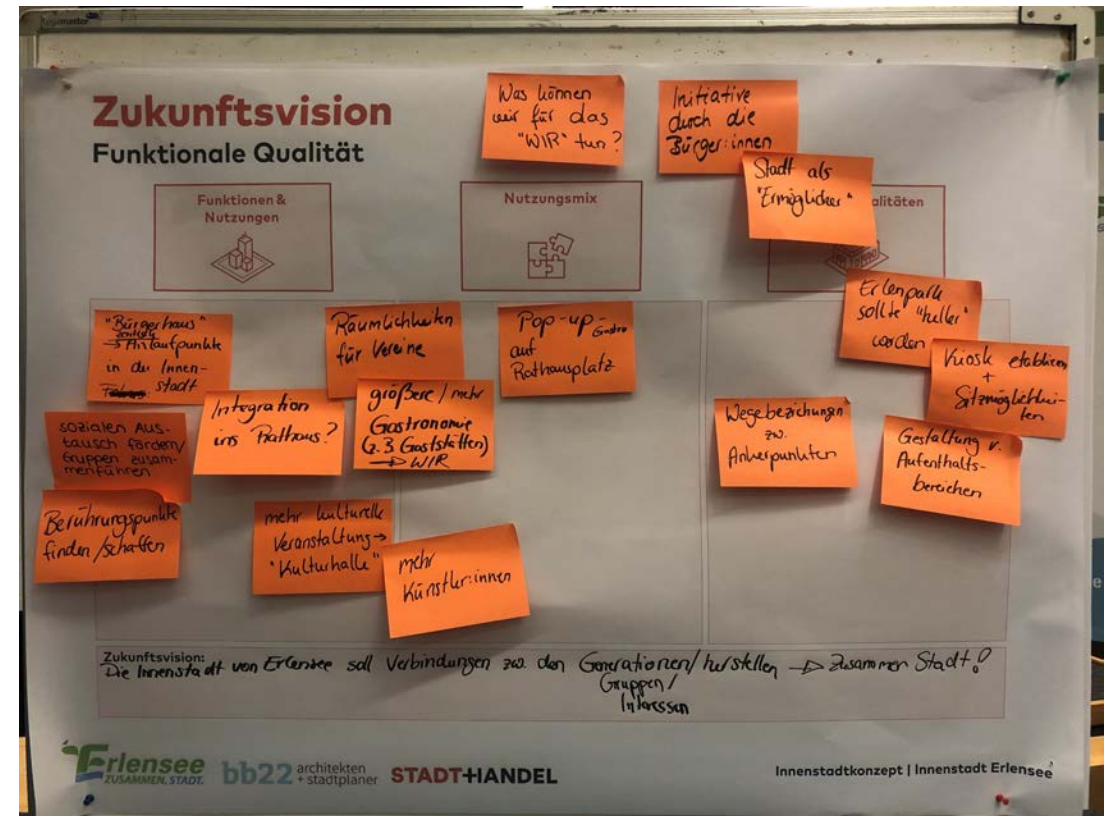 legamaster
Zukunftsvision
Funktionale Qualität
Was können
wir für das
"WIR" tun?
Initiative
durch die
Bürger:innen
Stadt als
"Ermöglicher"
Funktionen &
Nutzungen
Nutzungsmix
alitäten
"Bürgerhaus"
→ Anlaufpunkte
in der Innen-
stadt
Räumlichkeiten
für Vereine
Pop-up-Gastro
auf
Rathausplatz
Erlenpark
sollte "heller"
werden
Kiosk etablieren
+
Sitzmöglichkei-
ten
Integration
ins Rathaus?
größere/mehr
Gastronomie
(z.B Gaststätten)
→ WIR
Wegebeziehungen
zw.
Ankerpunkten
Gestaltung v.
Aufenthalts-
bereichen
sozialen Aus-
tausch fördern/
Gruppen zusam-
menführen
Berührungspunkte
finden/schaffen
mehr kulturelle
Veranstaltung→
"Kulturhalle"
mehr
Künstler:innen
Zukunftsvision:
Die Innenstadt von Erlensee soll Verbindungen zw. den Generationen/ herstellen → Zusammen Stadt!
Gruppen/
Interessen
Erlensee
ZUSAMMEN. STADT.
bb22 architekten
+ stadtplaner
STADT+HANDEL
Innenstadtkonzept | Innenstadt Erlensee